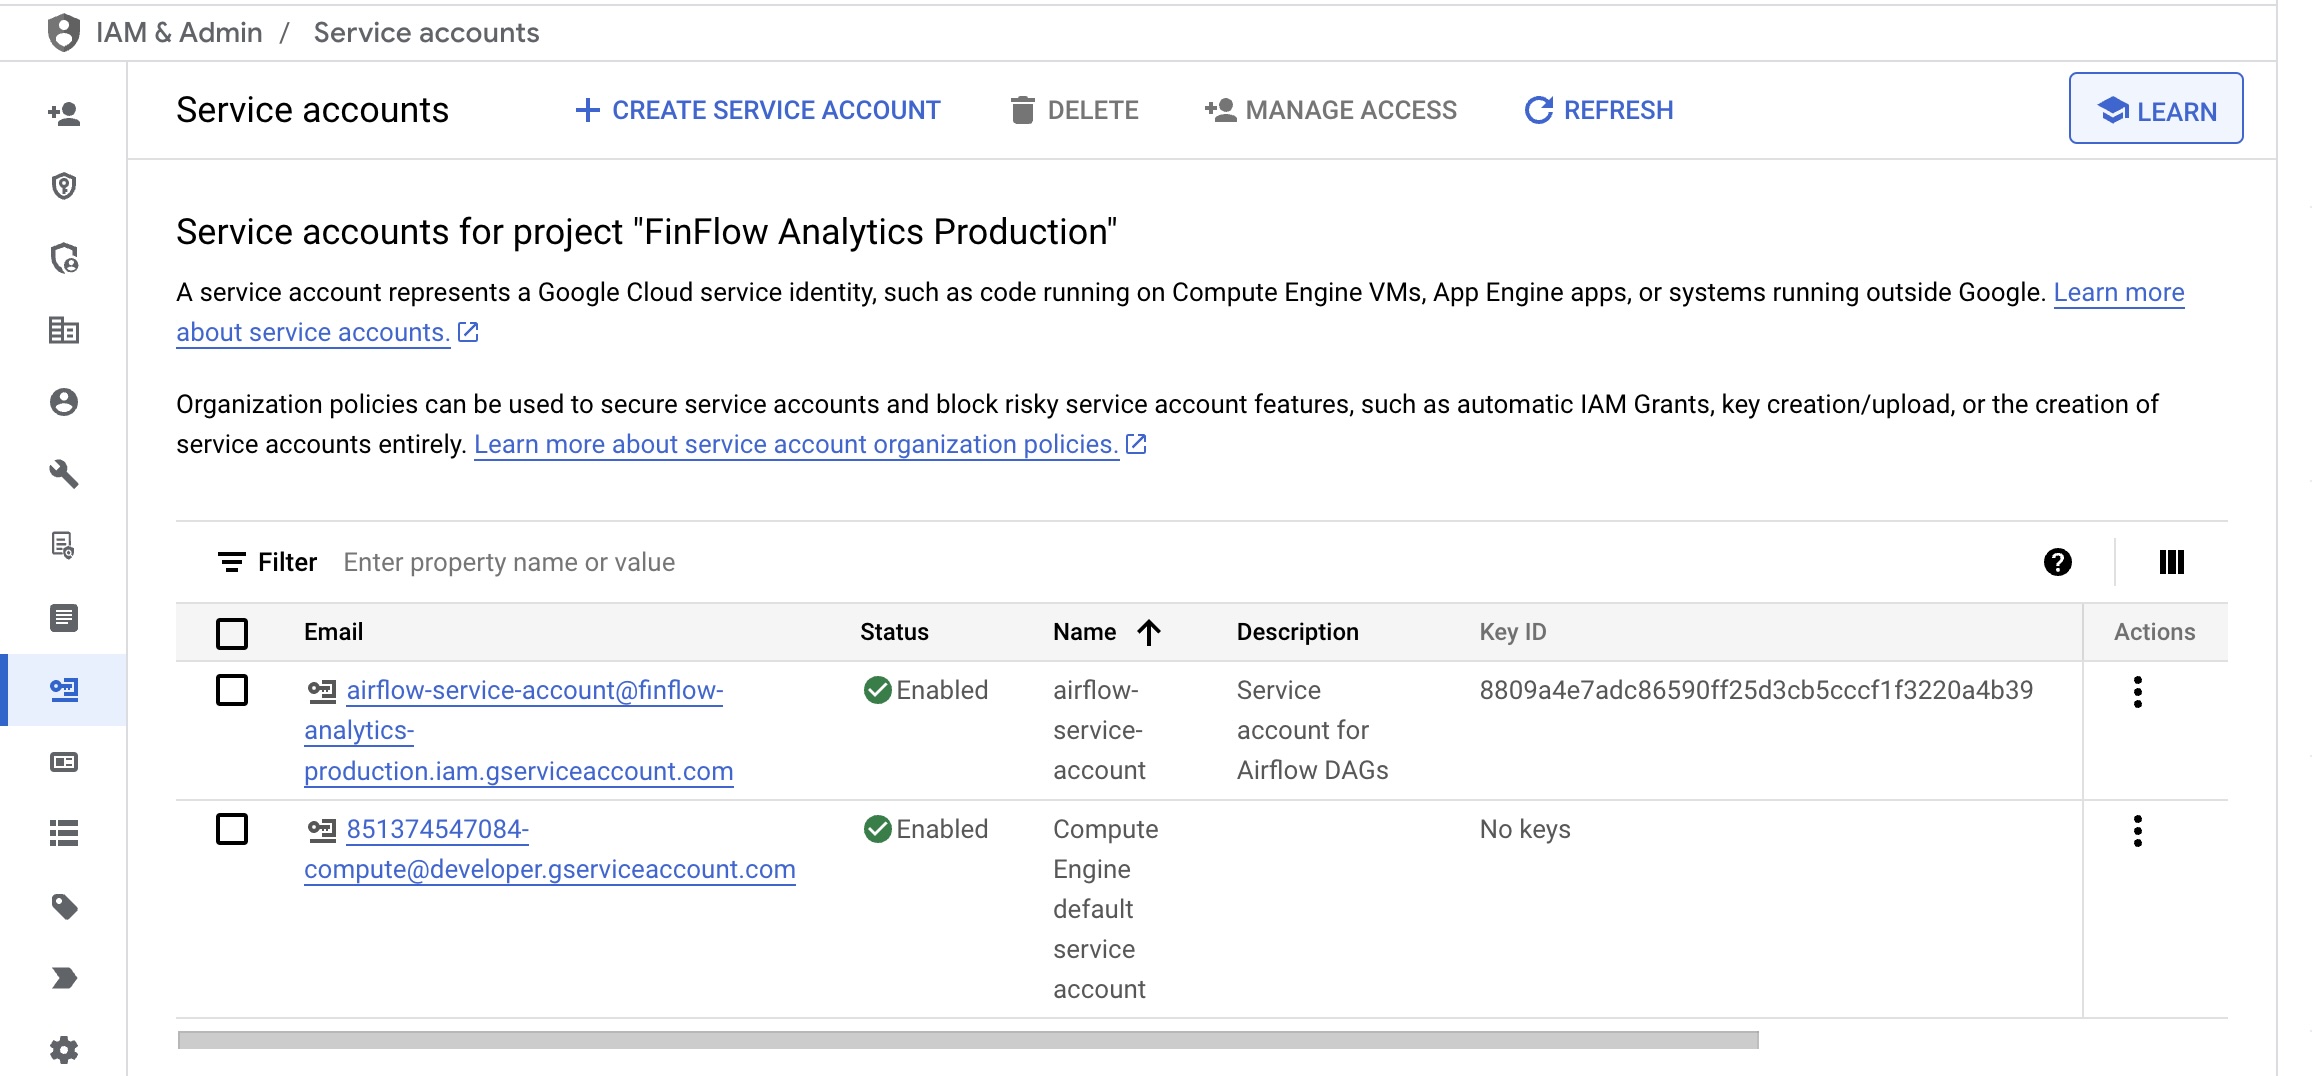 IAM & Admin / Service accounts
Service accounts
CREATE SERVICE ACCOUNT
DELETE
MANAGE ACCESS
REFRESH
LEARN
Service accounts for project "FinFlow Analytics Production"
A service account represents a Google Cloud service identity, such as code running on Compute Engine VMs, App Engine apps, or systems running outside Google. Learn more
about service accounts.
Organization policies can be used to secure service accounts and block risky service account features, such as automatic IAM Grants, key creation/upload, or the creation of
service accounts entirely. Learn more about service account organization policies.
Filter Enter property name or value
Email Status Name Description Key ID Actions
airflow-service-account@finflow-
analytics-
production.iam.gserviceaccount.com
Enabled
airflow-
service-
account
Service
account for
Airflow DAGs
8809a4e7adc86590ff25d3cb5cccf1f3220a4b39
851374547084-
compute@developer.gserviceaccount.com
Enabled
Compute
Engine
default
service
account
No keys